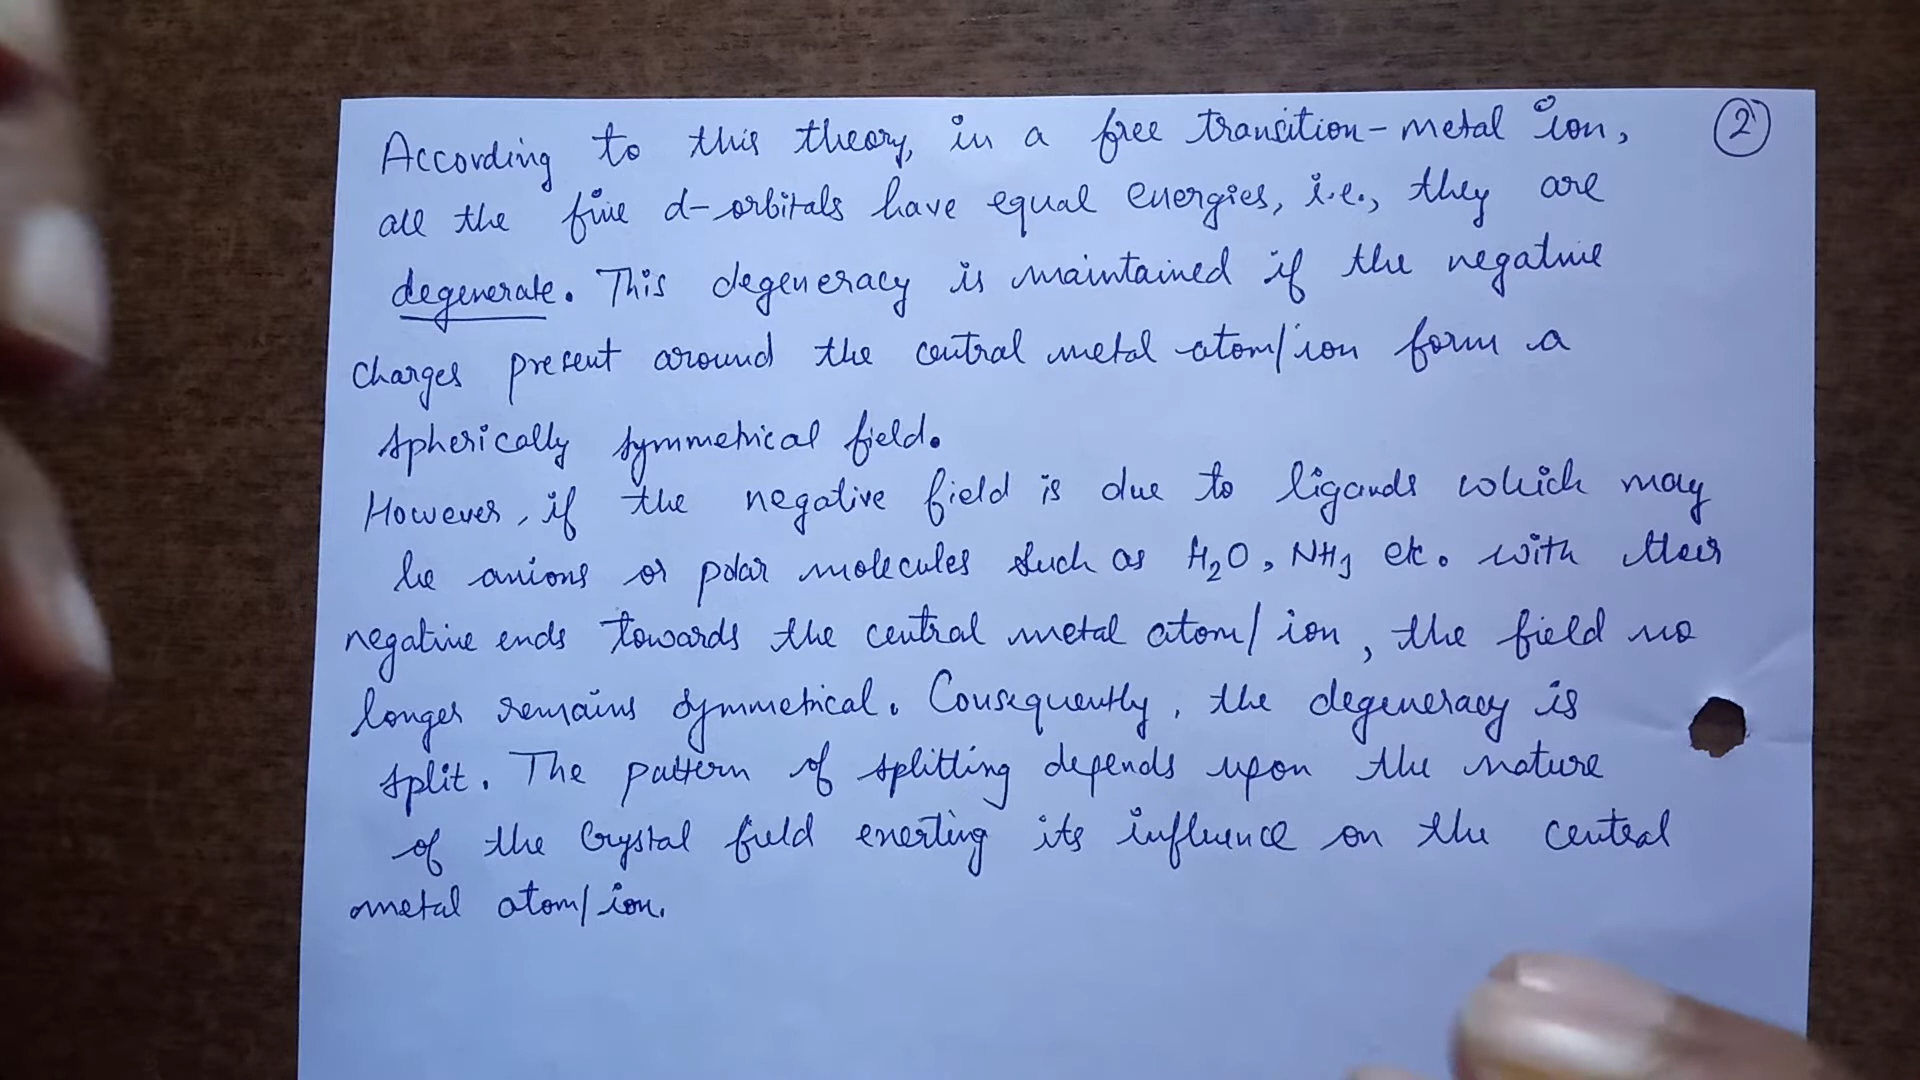 According to this theory, in a free transition-metal ion, 2
all the five d-orbitals have equal energies, i.e., they are
degenerate. This degeneracy is maintained if the negative
charges present around the central metal atom/ion form a
spherically symmetrical field.
However, if the negative field is due to ligands which may
be anions or polar molecules such as H₂O, NH₃ etc. with their
negative ends towards the central metal atom/ion, the field no
longer remains symmetrical. Consequently, the degeneracy is
split. The pattern of splitting depends upon the nature
of the Crystal field exerting its influence on the central
metal atom/ion.